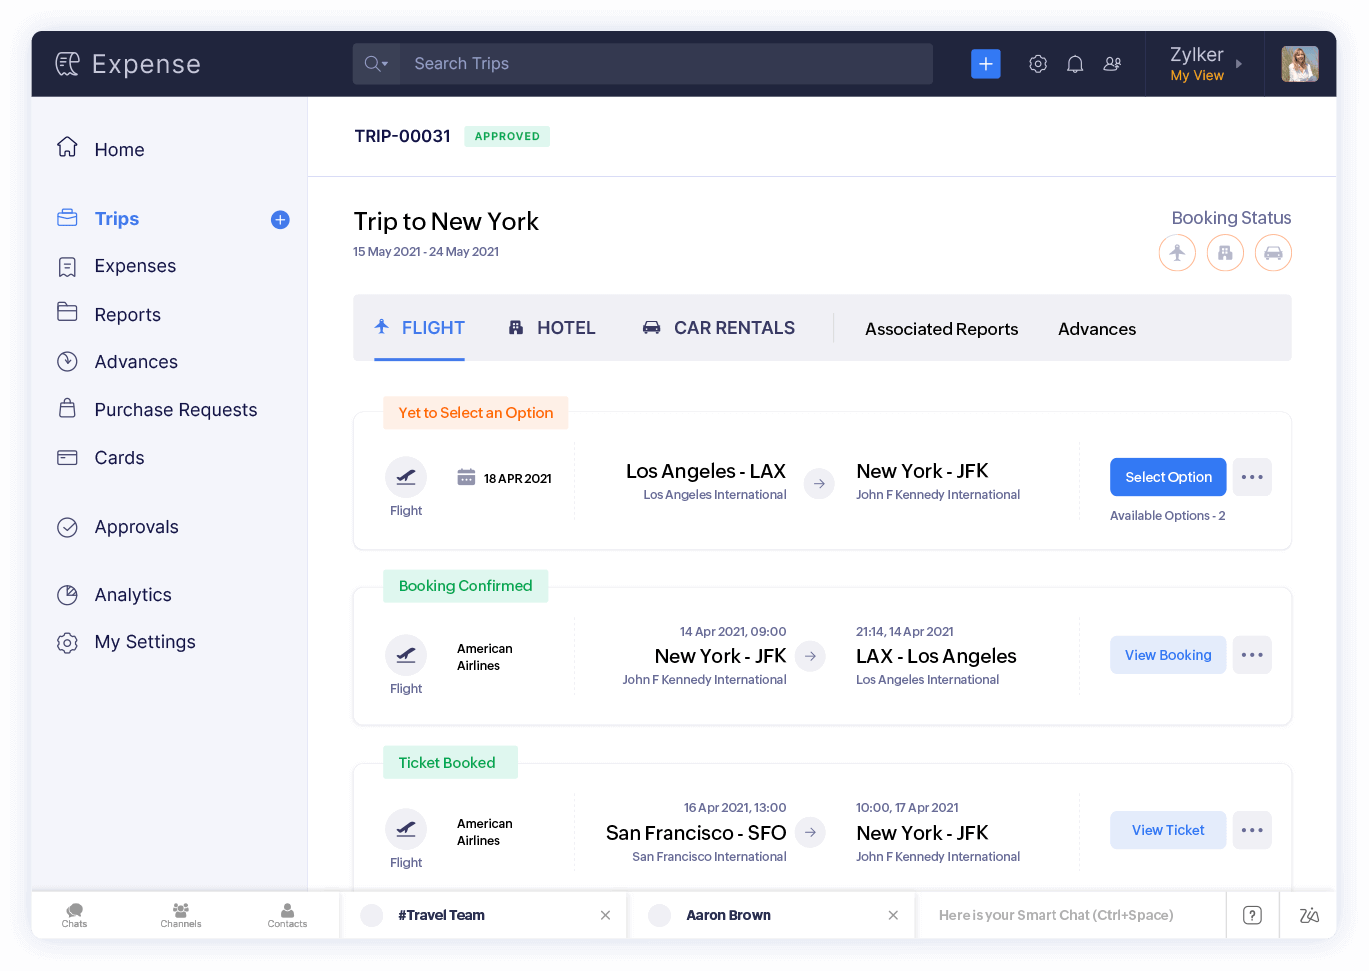 Expense
Search Trips
Zylker
My View
Home
Trips
Expenses
Reports
Advances
Purchase Requests
Cards
Approvals
Analytics
My Settings
TRIP-00031 APPROVED
Trip to New York
15 May 2021 - 24 May 2021
Booking Status
FLIGHT HOTEL CAR RENTALS Associated Reports Advances
Yet to Select an Option
Flight
18 APR 2021
Los Angeles - LAX
Los Angeles International
New York - JFK
John F Kennedy International
Select Option
Available Options - 2
Booking Confirmed
Flight
American
Airlines
14 Apr 2021, 09:00
New York - JFK
John F Kennedy International
21:14, 14 Apr 2021
LAX - Los Angeles
Los Angeles International
View Booking
Ticket Booked
Flight
American
Airlines
16 Apr 2021, 13:00
San Francisco - SFO
San Francisco International
10:00, 17 Apr 2021
New York - JFK
John F Kennedy International
View Ticket
Chats
Channels
Contacts
#Travel Team
Aaron Brown
Here is your Smart Chat (Ctrl+Space)